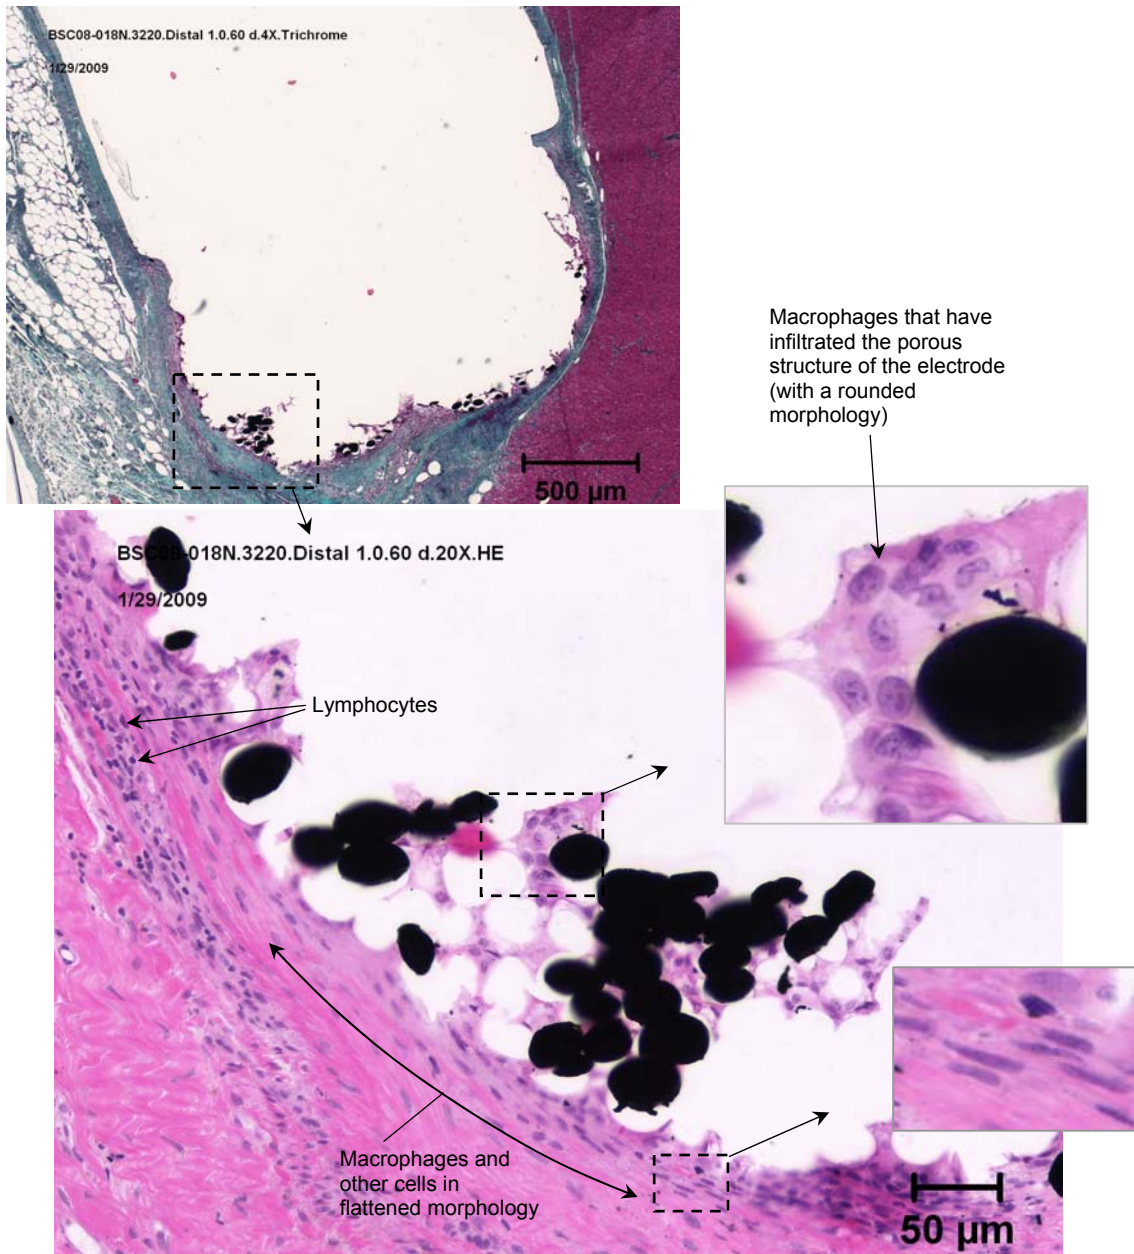 BSC08-018N.3220.Distal 1.0.60 d.4X.Trichrome
1/29/2009
Macrophages that have
infiltrated the porous
structure of the electrode
(with a rounded
morphology)
500 µm
BSC08-018N.3220.Distal 1.0.60 d.20X.HE
1/29/2009
Lymphocytes
Macrophages and
other cells in
flattened morphology
50 µm